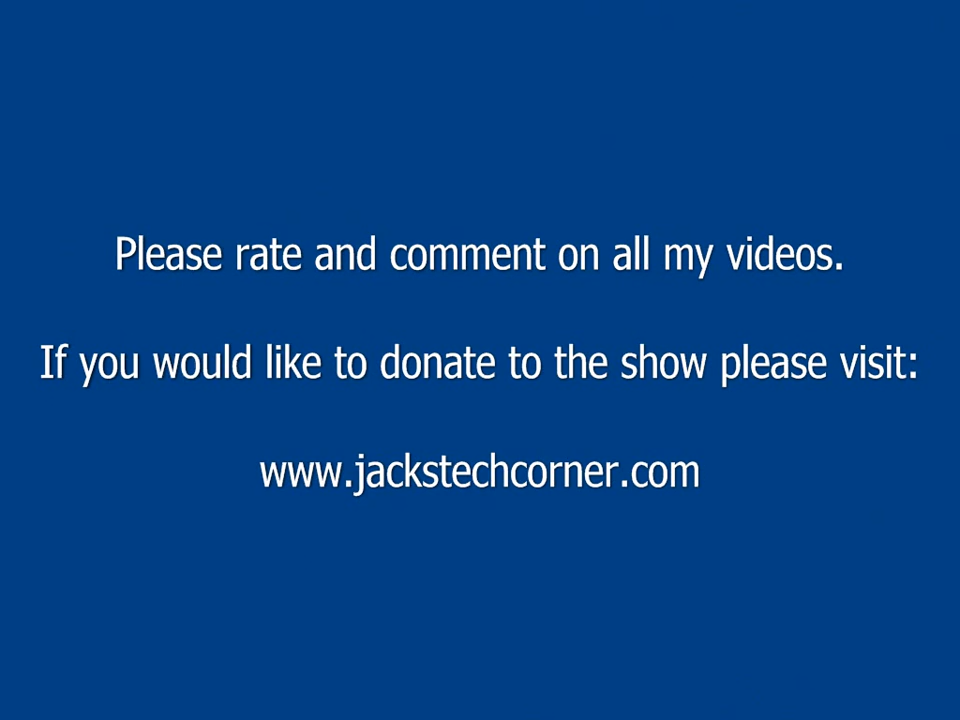 Please rate and comment on all my videos.
If you would like to donate to the show please visit:
www.jackstechcorner.com